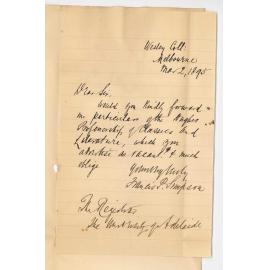 Wesley Coll.
Melbourne
Mar 2, 1895
Dear Sir,
Would you kindly forward
me particulars of the Hughes
Professorship of Classics and
Literature, which you
advertise as vacant, & much
oblige
Yours truly
Francis P. Simpson
The Registrar
The University of Adelaide